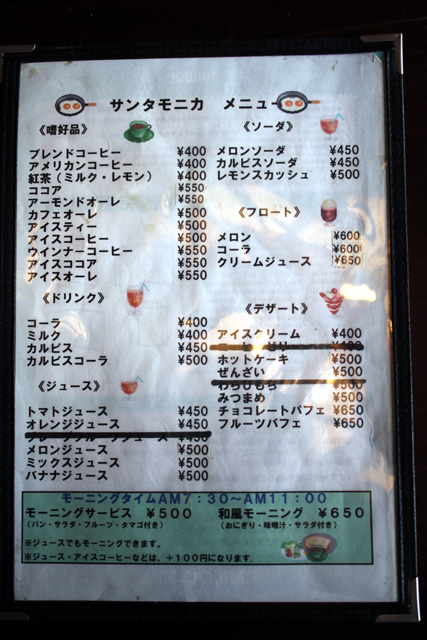 サンタモニカ　メニュー
《嗜好品》
ブレンドコーヒー ¥400
アメリカンコーヒー ¥400
紅茶（ミルク・レモン） ¥400
ココア ¥550
アーモンドオーレ ¥550
カフェオーレ ¥500
アイスティー ¥500
アイスコーヒー ¥500
ウインナーコーヒー ¥550
アイスココア ¥550
アイスオーレ ¥550
《ドリンク》
コーラ ¥400
ミルク ¥400
カルピス ¥450
カルピスコーラ ¥500
《ジュース》
トマトジュース ¥450
オレンジジュース ¥450
メロンジュース ¥500
ミックスジュース ¥500
バナナジュース ¥500
《ソーダ》
メロンソーダ ¥450
カルピスソーダ ¥450
レモンスカッシュ ¥500
《フロート》
メロン ¥600
コーラ ¥600
クリームジュース ¥650
《デザート》
アイスクリーム ¥400
ホットケーキ ¥500
ぜんざい ¥500
わらびもち ¥500
みつまめ ¥500
チョコレートパフェ ¥650
フルーツパフェ ¥650
モーニングタイムAM7：30〜AM11：00
モーニングサービス ¥500
（パン・サラダ・フルーツ・タマゴ付き）
和風モーニング ¥650
（おにぎり・味噌汁・サラダ付き）
※ジュースでもモーニングできます。
※ジュース・アイスコーヒーなどは、+100円になります